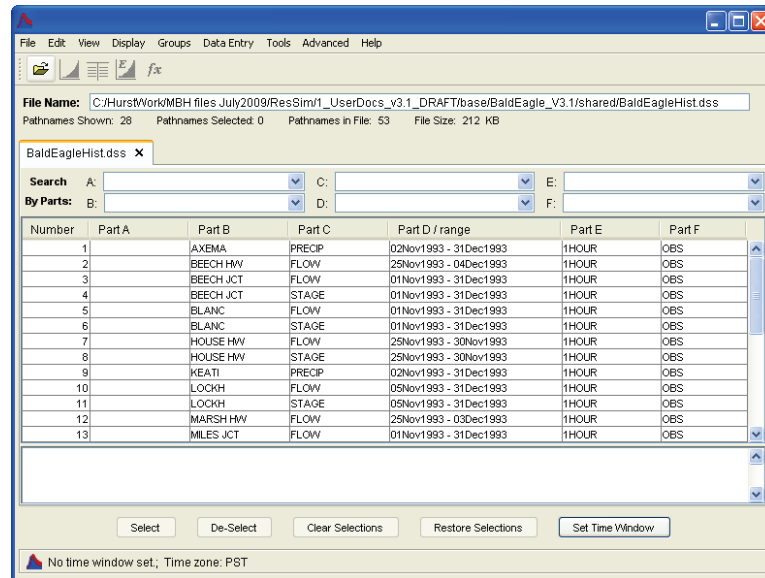 File Edit View Display Groups Data Entry Tools Advanced Help
E fx
File Name: C:/HurstWork/MBH files July2009/ResSim/1_UserDocs_v3.1_DRAFT/base/BaldEagle_V3.1/shared/BaldEagleHist.dss
Pathnames Shown: 28 Pathnames Selected: 0 Pathnames in File: 53 File Size: 212 KB
BaldEagleHist.dss X
Search A: C: E:
By Parts: B: D: F:
Number Part A Part B Part C Part D / range Part E Part F
1 AXEMA PRECIP 02Nov1993 - 31Dec1993 1HOUR OBS
2 BEECH HW FLOW 25Nov1993 - 04Dec1993 1HOUR OBS
3 BEECH JCT FLOW 01Nov1993 - 31Dec1993 1HOUR OBS
4 BEECH JCT STAGE 01Nov1993 - 31Dec1993 1HOUR OBS
5 BLANC FLOW 01Nov1993 - 31Dec1993 1HOUR OBS
6 BLANC STAGE 01Nov1993 - 31Dec1993 1HOUR OBS
7 HOUSE HW FLOW 25Nov1993 - 30Nov1993 1HOUR OBS
8 HOUSE HW STAGE 25Nov1993 - 30Nov1993 1HOUR OBS
9 KEATI PRECIP 02Nov1993 - 31Dec1993 1HOUR OBS
10 LOCKH FLOW 05Nov1993 - 31Dec1993 1HOUR OBS
11 LOCKH STAGE 05Nov1993 - 31Dec1993 1HOUR OBS
12 MARSH HW FLOW 25Nov1993 - 03Dec1993 1HOUR OBS
13 MILES JCT FLOW 01Nov1993 - 31Dec1993 1HOUR OBS
Select De-Select Clear Selections Restore Selections Set Time Window
No time window set.; Time zone: PST